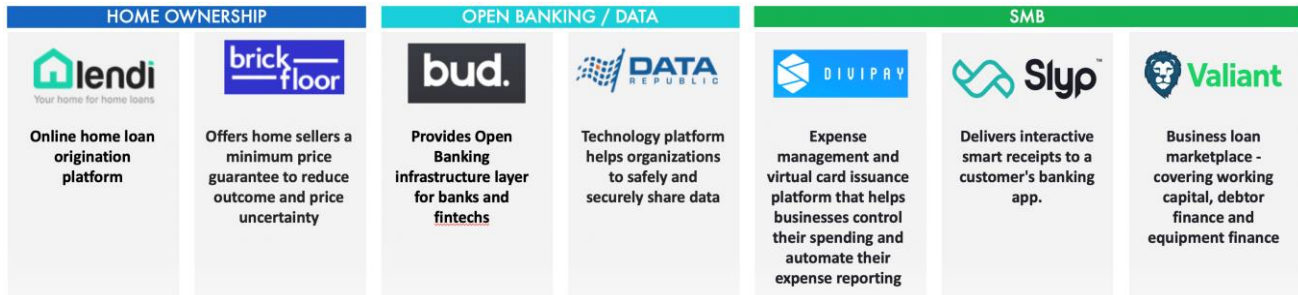 HOME OWNERSHIP
OPEN BANKING / DATA
SMB
lendi
Your home for home loans
Online home loan
origination
platform
brick
floor
Offers home sellers a
minimum price
guarantee to reduce
outcome and price
uncertainty
bud.
Provides Open
Banking
infrastructure layer
for banks and
fintechs
DATA
REPUBLIC
Technology platform
helps organizations
to safely and
securely share data
DIVIPAY
Expense
management and
virtual card issuance
platform that helps
businesses control
their spending and
automate their
expense reporting
Slyp™
Delivers interactive
smart receipts to a
customer's banking
app.
Valiant
Business loan
marketplace -
covering working
capital, debtor
finance and
equipment finance